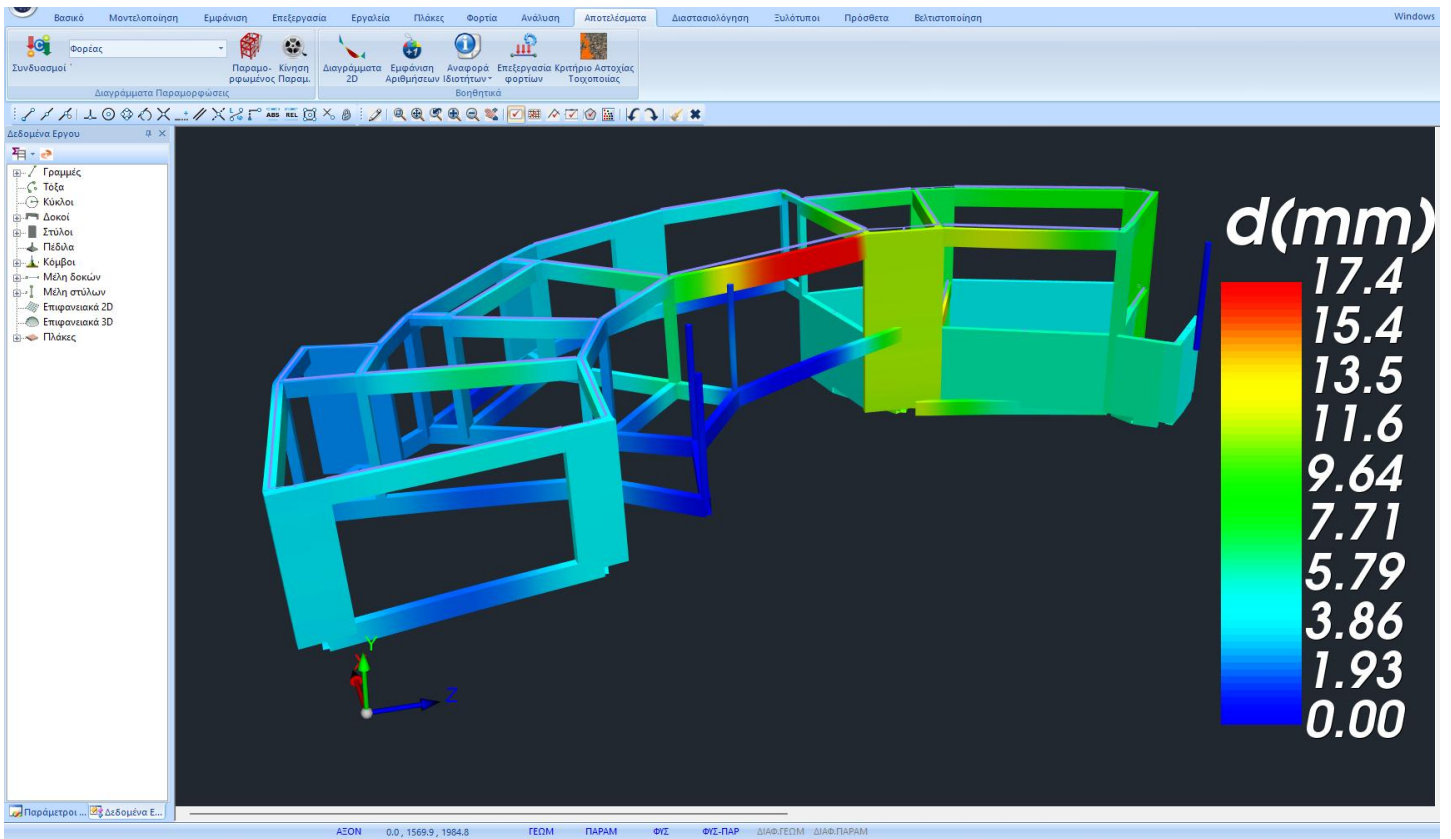 Βασικό Μοντελοποίηση Εμφάνιση Επεξεργασία Εργαλεία Πλάκες Φορτία Ανάλυση Αποτελέσματα Διαστασιολόγηση Ξυλότυποι Πρόσθετα Βελτιστοποίηση Windows
Φορέας
Συνδυασμοί Παραμο- Κίνηση Διαγράμματα Εμφάνιση Αναφορά Επεξεργασία Κριτήριο Αστοχίας
ρφωμένος Παραμ. 2D Αριθμήσεων Ιδιοτήτων φορτίων Τοιχοποιίας
Διαγράμματα Παραμορφώσεις Βοηθητικά
ABS REL
Δεδομένα Εργου
Γραμμές
Τόξα
Κύκλοι
Δοκοί
Στύλοι
Πέδιλα
Κόμβοι
Μέλη δοκών
Μέλη στύλων
Επιφανειακά 2D
Επιφανειακά 3D
Πλάκες
d(mm)
17.4
15.4
13.5
11.6
9.64
7.71
5.79
3.86
1.93
0.00
Y
Z
Παράμετροι ... Δεδομένα Ε...
ΑΞΟΝ 0.0 , 1569.9 , 1984.8 ΓΕΩΜ ΠΑΡΑΜ ΦΥΣ ΦΥΣ-ΠΑΡ ΔΙΑΦ.ΓΕΩΜ ΔΙΑΦ.ΠΑΡΑΜ